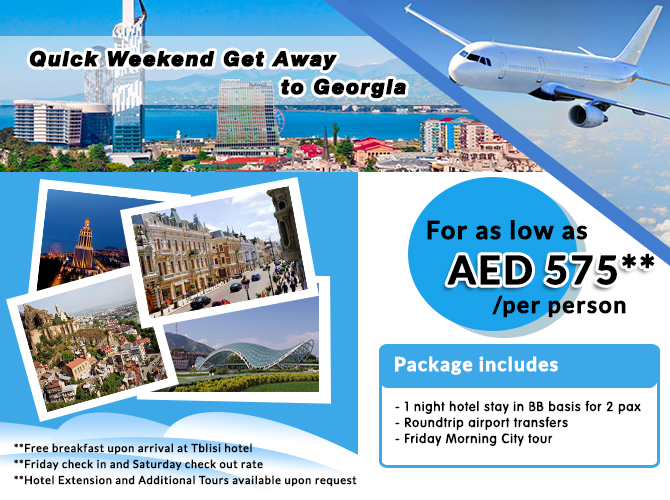 Quick Weekend Get Away
to Georgia
For as low as
AED 575**
/per person
Package includes
- 1 night hotel stay in BB basis for 2 pax
- Roundtrip airport transfers
- Friday Morning City tour
**Free breakfast upon arrival at Tblisi hotel
**Friday check in and Saturday check out rate
**Hotel Extension and Additional Tours available upon request